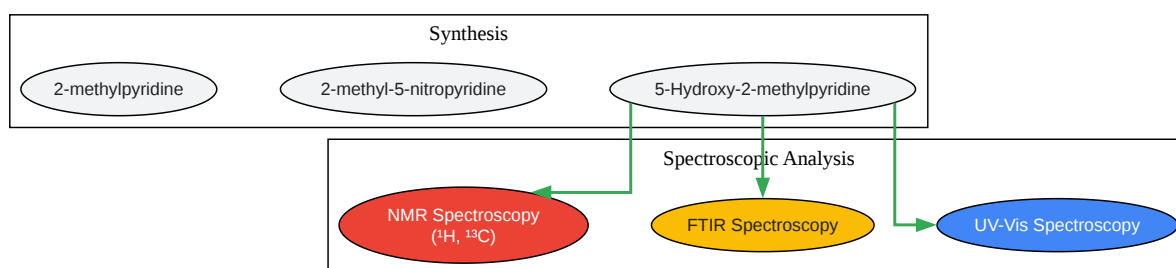 Synthesis
2-methylpyridine
2-methyl-5-nitropyridine
5-Hydroxy-2-methylpyridine
Spectroscopic Analysis
NMR Spectroscopy
(¹H, ¹³C)
FTIR Spectroscopy
UV-Vis Spectroscopy